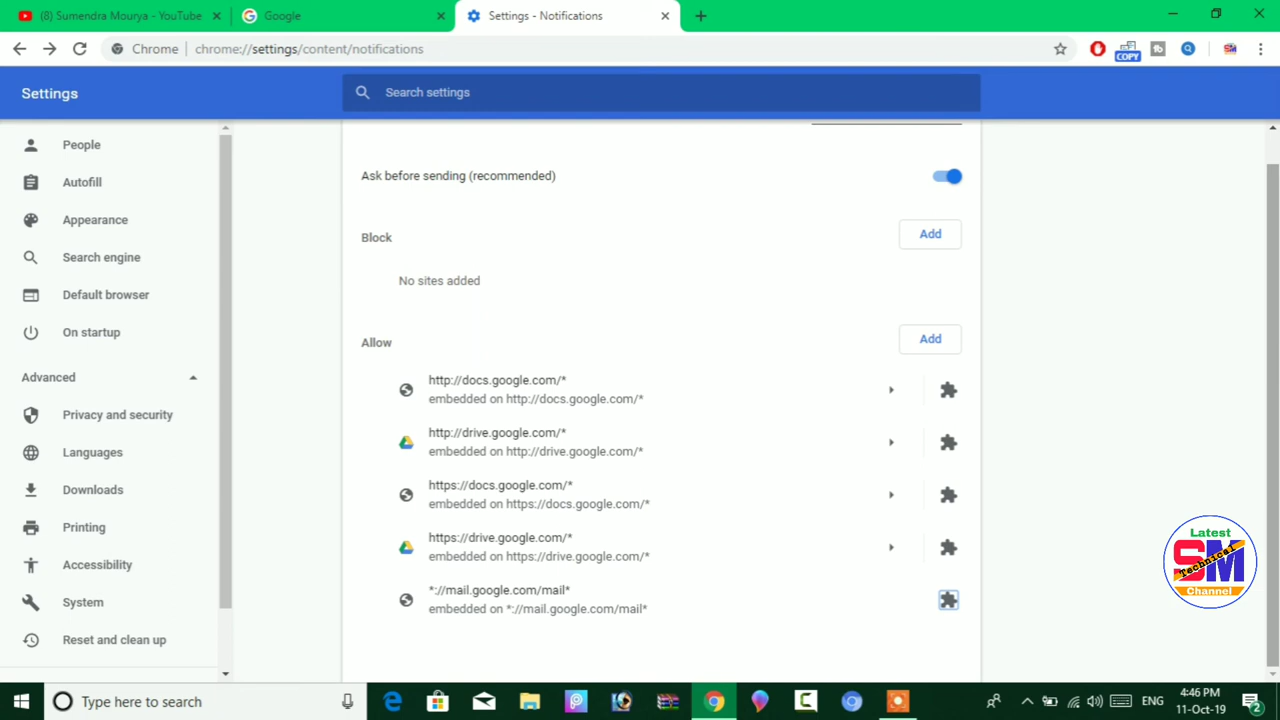 (8) Sumendra Mourya - YouTube
Google
Settings - Notifications
Chrome
chrome://settings/content/notifications
COPY
SM
Settings
Search settings
People
Autofill
Appearance
Search engine
Default browser
On startup
Advanced
Privacy and security
Languages
Downloads
Printing
Accessibility
System
Reset and clean up
Ask before sending (recommended)
Block
Add
No sites added
Allow
Add
http://docs.google.com/*
embedded on http://docs.google.com/*
http://drive.google.com/*
embedded on http://drive.google.com/*
https://docs.google.com/*
embedded on https://docs.google.com/*
https://drive.google.com/*
embedded on https://drive.google.com/*
*://mail.google.com/mail*
embedded on *://mail.google.com/mail*
Latest
SM
Technical
Channel
Type here to search
ENG
4:46 PM
11-Oct-19
2